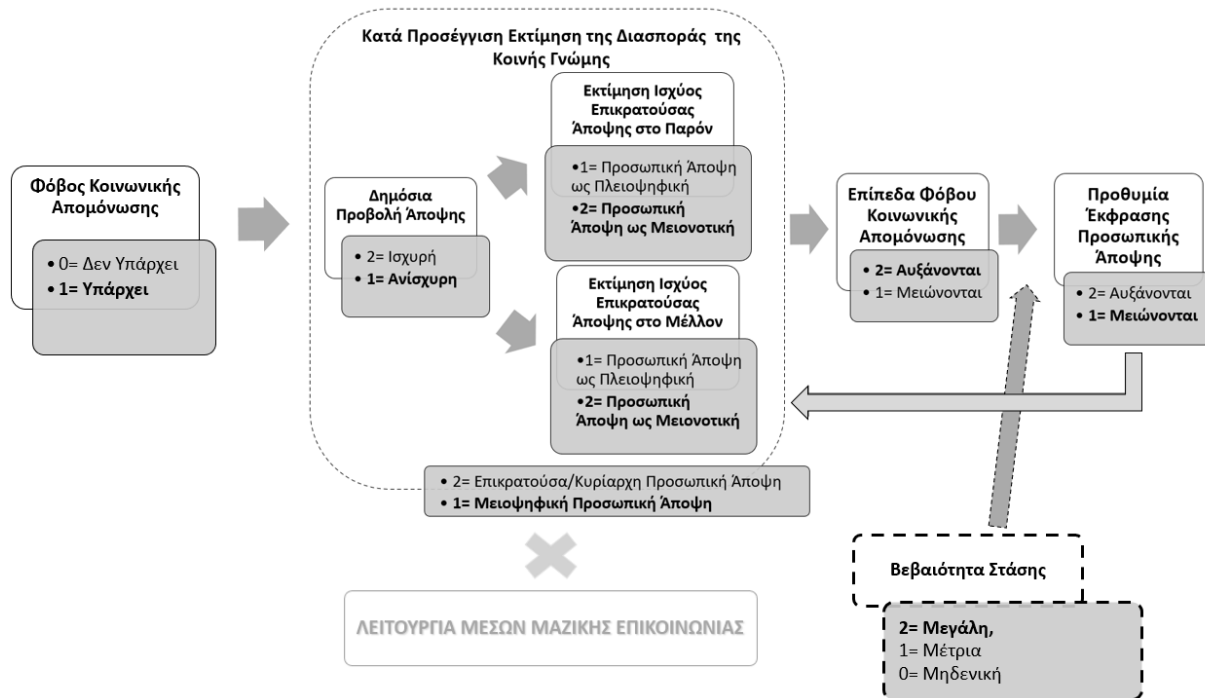 Κατά Προσέγγιση Εκτίμηση της Διασποράς της
Κοινής Γνώμης
Φόβος Κοινωνικής
Απομόνωσης
• 0= Δεν Υπάρχει
• 1= Υπάρχει
Δημόσια
Προβολή Άποψης
• 2= Ισχυρή
• 1= Ανίσχυρη
Εκτίμηση Ισχύος
Επικρατούσας
Άποψης στο Παρόν
•1= Προσωπική Άποψη
ως Πλειοψηφική
•2= Προσωπική
Άποψη ως Μειονοτική
Εκτίμηση Ισχύος
Επικρατούσας
Άποψης στο Μέλλον
•1= Προσωπική Άποψη
ως Πλειοψηφική
•2= Προσωπική
Άποψη ως Μειονοτική
• 2= Επικρατούσα/Κυρίαρχη Προσωπική Άποψη
• 1= Μειοψηφική Προσωπική Άποψη
Επίπεδα Φόβου
Κοινωνικής
Απομόνωσης
• 2= Αυξάνονται
• 1= Μειώνονται
Προθυμία
Έκφρασης
Προσωπικής
Άποψης
• 2= Αυξάνονται
• 1= Μειώνονται
Βεβαιότητα Στάσης
2= Μεγάλη,
1= Μέτρια
0= Μηδενική
ΛΕΙΤΟΥΡΓΙΑ ΜΕΣΩΝ ΜΑΖΙΚΗΣ ΕΠΙΚΟΙΝΩΝΙΑΣ